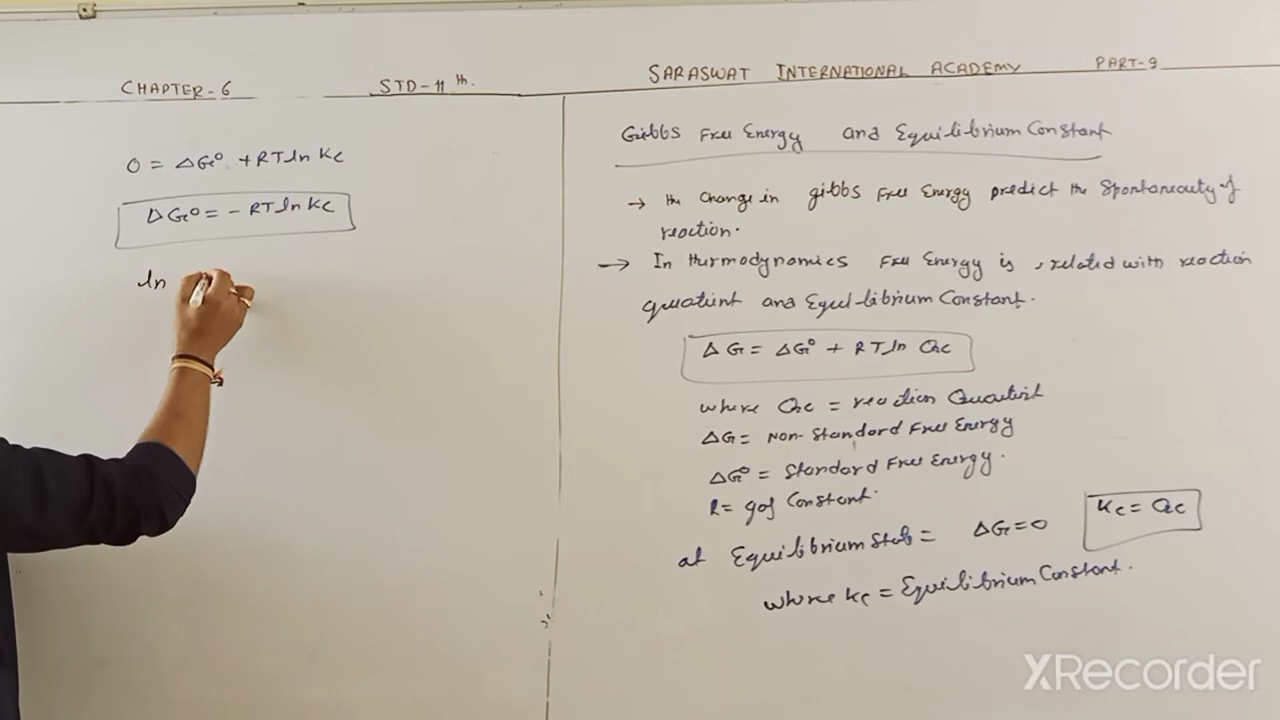 CHAPTER-6
STD-11th.
SARASWAT INTERNATIONAL ACADEMY
PART-9
0 = ΔG° + RT ln Kc
ΔG° = - RT ln Kc
ln
Gibbs Free Energy and Equilibrium Constant
→ the Change in gibbs Free Energy predict the Spontaneouty of
reaction.
→ In thermodynamics Free Energy is related with reaction
quatient and Equilibrium Constant.
ΔG = ΔG° + RT ln Qc
where Qc = reaction Quatient
ΔG = Non-Standard Free Energy
ΔG° = Standard Free Energy.
R = gas Constant.
at Equilibrium State = ΔG = 0
Kc = Qc
where Kc = Equilibrium Constant.
XRecorder